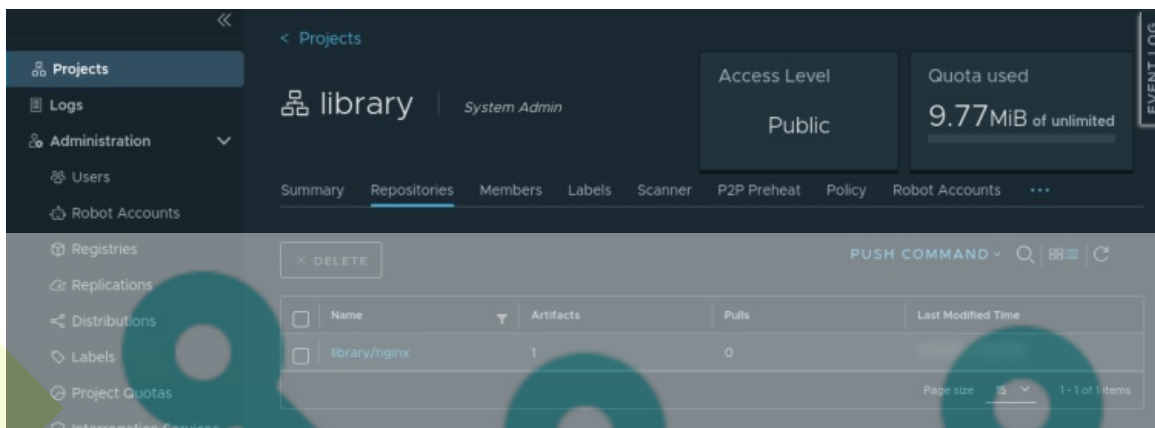 Projects
Logs
Administration
Users
Robot Accounts
Registries
Replications
Distributions
Labels
Project Quotas
Interrogation Services
< Projects
library
System Admin
Access Level
Public
Quota used
9.77MiB of unlimited
EVENT LOG
Summary Repositories Members Labels Scanner P2P Preheat Policy Robot Accounts ...
× DELETE
PUSH COMMAND
Name Artifacts Pulls Last Modified Time
library/nginx 1 0
Page size 15 1 - 1 of 1 items